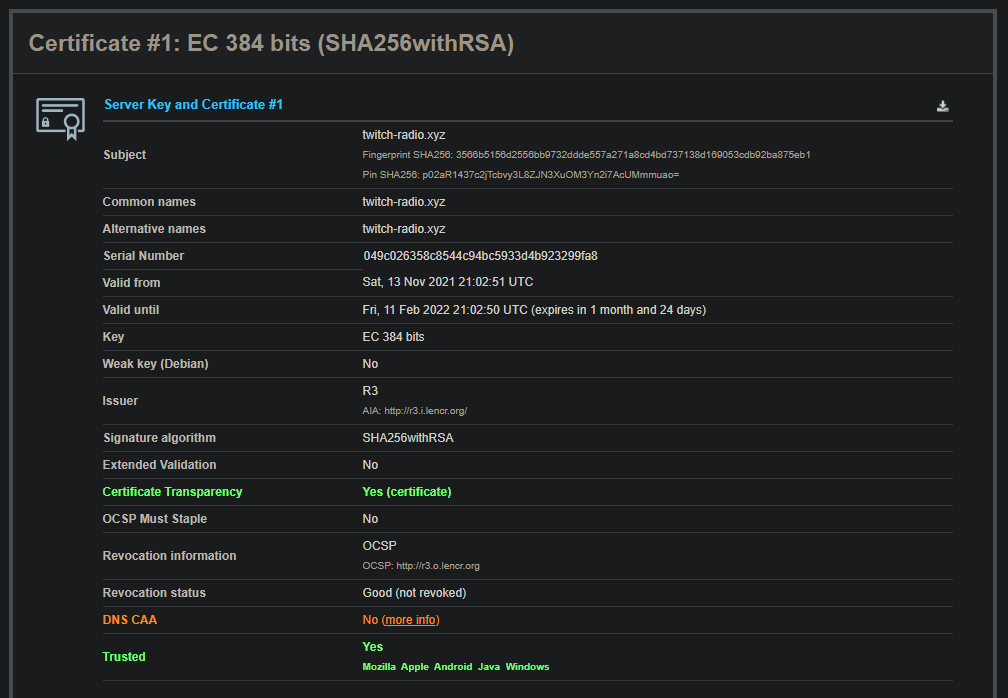 Certificate #1: EC 384 bits (SHA256withRSA)
Server Key and Certificate #1
Subject
twitch-radio.xyz
Fingerprint SHA256: 3566b5156d2556bb9732ddde557a271a8cd4bd737138d169053cdb92ba875eb1
Pin SHA256: p02aR1437c2jTcbvy3L8ZJN3XuOM3Yn2i7AcUMmmuao=
Common names twitch-radio.xyz
Alternative names twitch-radio.xyz
Serial Number 049c026358c8544c94bc5933d4b923299fa8
Valid from Sat, 13 Nov 2021 21:02:51 UTC
Valid until Fri, 11 Feb 2022 21:02:50 UTC (expires in 1 month and 24 days)
Key EC 384 bits
Weak key (Debian) No
Issuer
R3
AIA: http://r3.i.lencr.org/
Signature algorithm SHA256withRSA
Extended Validation No
Certificate Transparency Yes (certificate)
OCSP Must Staple No
Revocation information
OCSP
OCSP: http://r3.o.lencr.org
Revocation status Good (not revoked)
DNS CAA No (more info)
Trusted
Yes
Mozilla Apple Android Java Windows